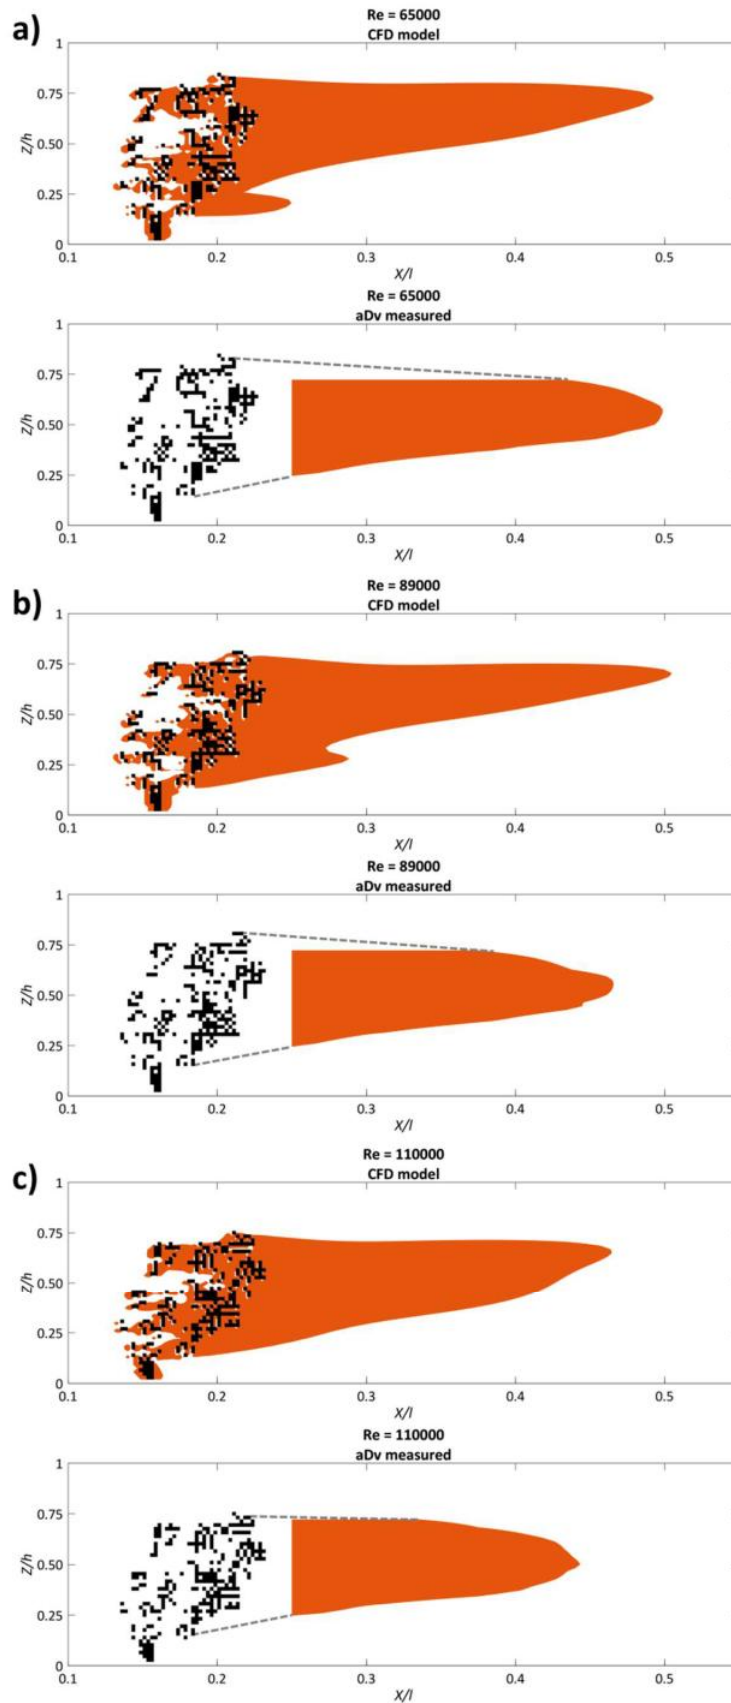 a)
Re = 65000
CFD model
1
0.75
Z/h
0.50
0.25
0
0.1
0.2
0.3
0.4
0.5
X/l
Re = 65000
aDv measured
1
0.75
Z/h
0.50
0.25
0
0.1
0.2
0.3
0.4
0.5
X/l
b)
Re = 89000
CFD model
1
0.75
Z/h
0.50
0.25
0
0.1
0.2
0.3
0.4
0.5
X/l
Re = 89000
aDv measured
1
0.75
Z/h
0.50
0.25
0
0.1
0.2
0.3
0.4
0.5
X/l
c)
Re = 110000
CFD model
1
0.75
Z/h
0.50
0.25
0
0.1
0.2
0.3
0.4
0.5
X/l
Re = 110000
aDv measured
1
0.75
Z/h
0.50
0.25
0
0.1
0.2
0.3
0.4
0.5
X/l